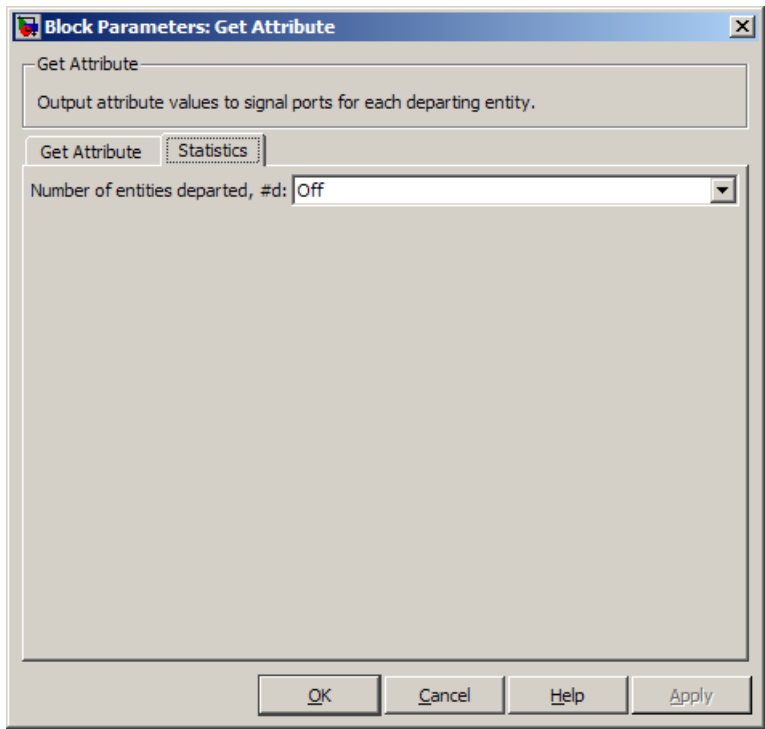 Block Parameters: Get Attribute
Get Attribute
Output attribute values to signal ports for each departing entity.
Get Attribute Statistics
Number of entities departed, #d: Off
OK Cancel Help Apply